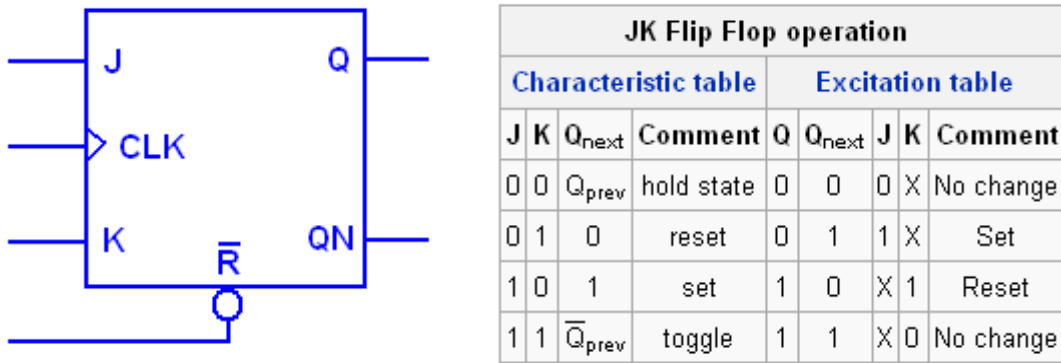 J Q
CLK
K QN
R̅
JK Flip Flop operation
Characteristic table Excitation table
J K Qnext Comment Q Qnext J K Comment
0 0 Qprev hold state 0 0 0 X No change
0 1 0 reset 0 1 1 X Set
1 0 1 set 1 0 X 1 Reset
1 1 Q̅prev toggle 1 1 X 0 No change